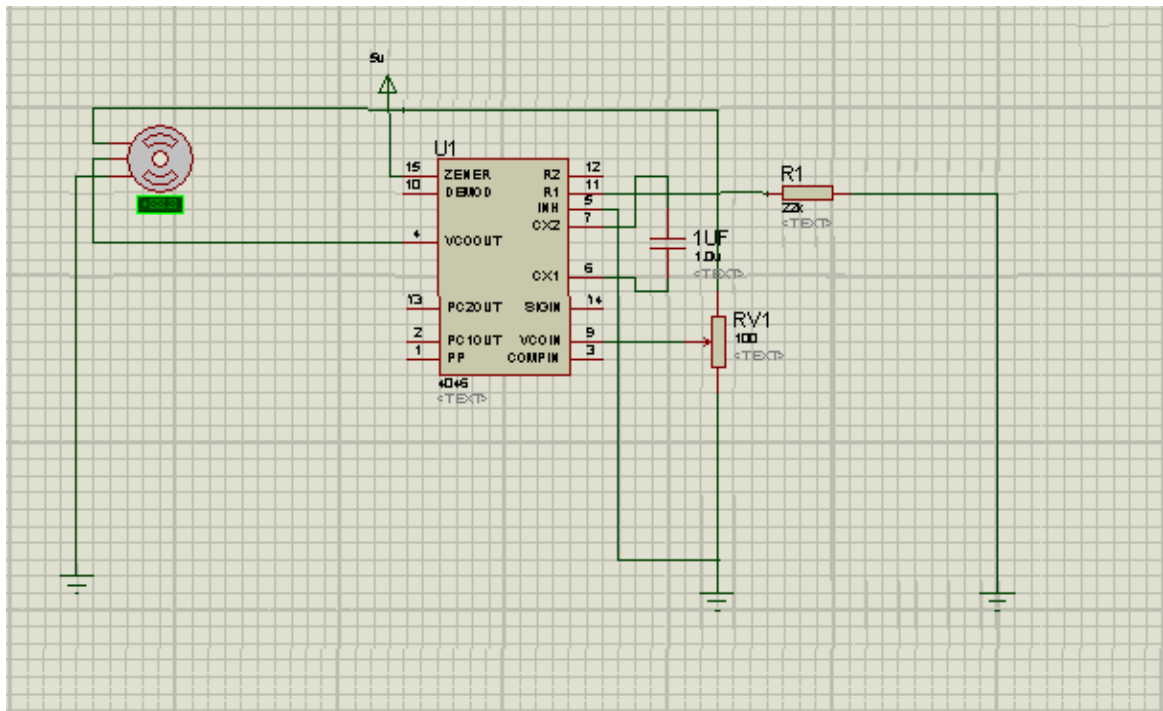 5v
U1
15 ZENER R2 12
10 DEMOD R1 11
INH 5
CX2 7
4 VCOOUT
CX1 6
13 PC2OUT SIGIN 14
2 PC1OUT VCOIN 9
1 PP COMPIN 3
4046
<TEXT>
R1
22k
<TEXT>
1UF
1.0u
<TEXT>
RV1
100
<TEXT>